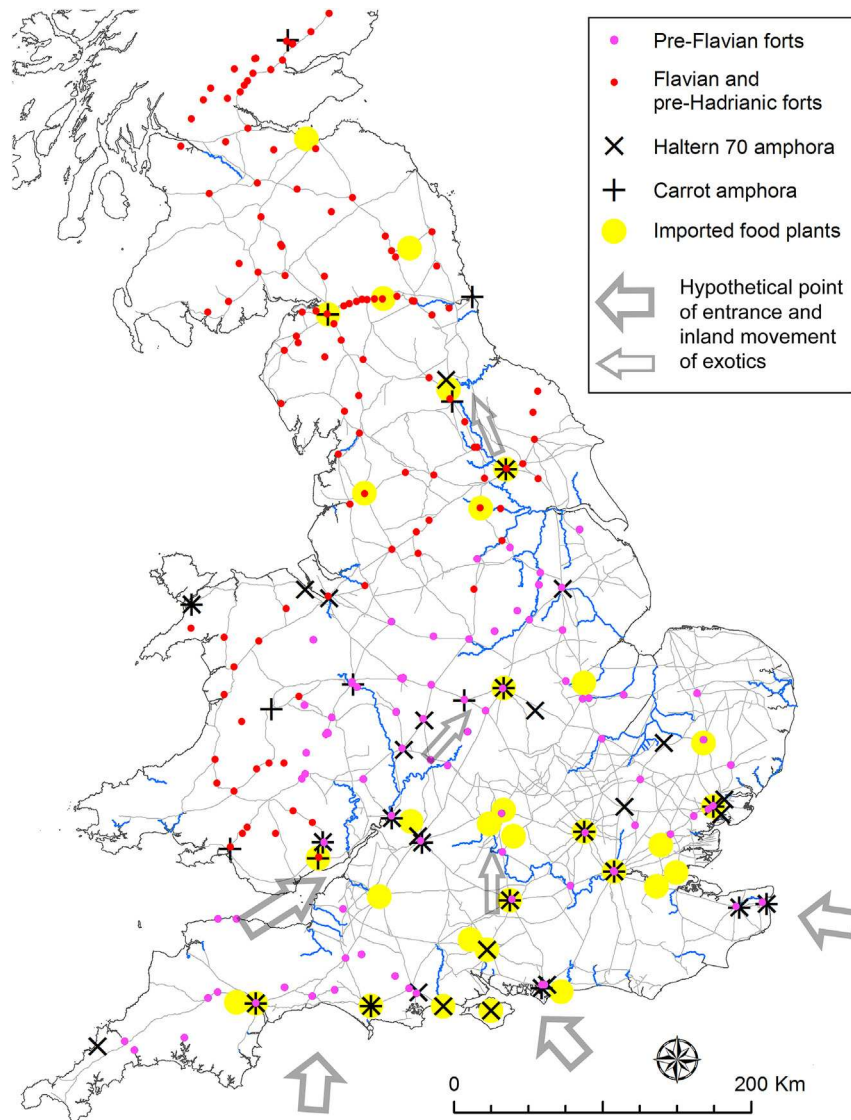 Pre-Flavian forts
Flavian and
pre-Hadrianic forts
Haltern 70 amphora
Carrot amphora
Imported food plants
Hypothetical point
of entrance and
inland movement
of exotics
0
200 Km